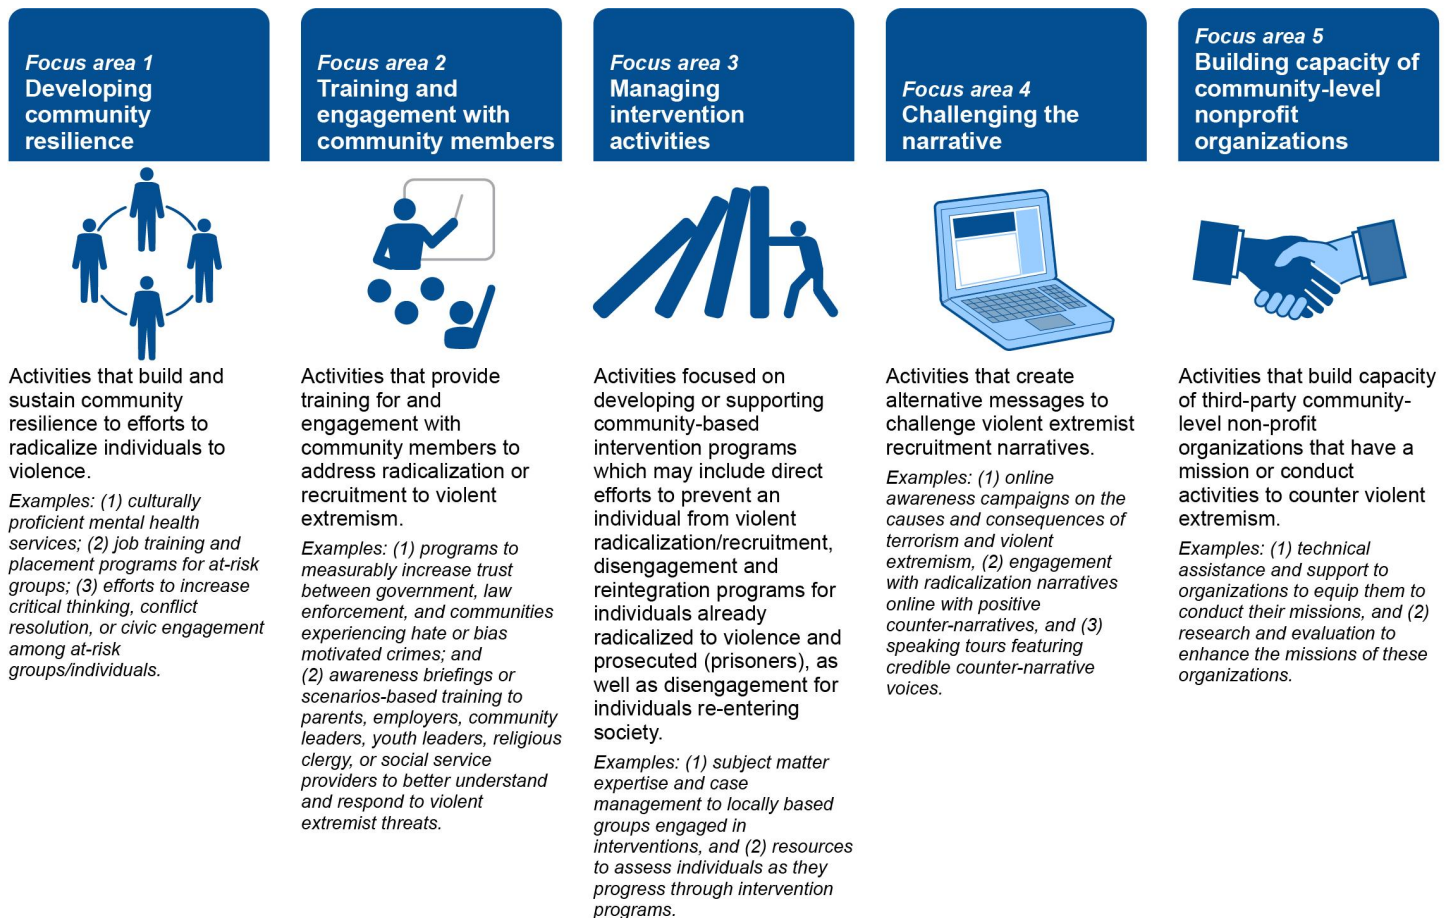 Focus area 1
Developing
community
resilience
Activities that build and
sustain community
resilience to efforts to
radicalize individuals to
violence.
Examples: (1) culturally
proficient mental health
services; (2) job training and
placement programs for at-risk
groups; (3) efforts to increase
critical thinking, conflict
resolution, or civic engagement
among at-risk
groups/individuals.
Focus area 2
Training and
engagement with
community members
Activities that provide
training for and
engagement with
community members to
address radicalization or
recruitment to violent
extremism.
Examples: (1) programs to
measurably increase trust
between government, law
enforcement, and communities
experiencing hate or bias
motivated crimes; and
(2) awareness briefings or
scenarios-based training to
parents, employers, community
leaders, youth leaders, religious
clergy, or social service
providers to better understand
and respond to violent
extremist threats.
Focus area 3
Managing
intervention
activities
Activities focused on
developing or supporting
community-based
intervention programs
which may include direct
efforts to prevent an
individual from violent
radicalization/recruitment,
disengagement and
reintegration programs for
individuals already
radicalized to violence and
prosecuted (prisoners), as
well as disengagement for
individuals re-entering
society.
Examples: (1) subject matter
expertise and case
management to locally based
groups engaged in
interventions, and (2) resources
to assess individuals as they
progress through intervention
programs.
Focus area 4
Challenging the
narrative
Activities that create
alternative messages to
challenge violent extremist
recruitment narratives.
Examples: (1) online
awareness campaigns on the
causes and consequences of
terrorism and violent
extremism, (2) engagement
with radicalization narratives
online with positive
counter-narratives, and (3)
speaking tours featuring
credible counter-narrative
voices.
Focus area 5
Building capacity of
community-level
nonprofit
organizations
Activities that build capacity
of third-party community-
level non-profit
organizations that have a
mission or conduct
activities to counter violent
extremism.
Examples: (1) technical
assistance and support to
organizations to equip them to
conduct their missions, and (2)
research and evaluation to
enhance the missions of these
organizations.